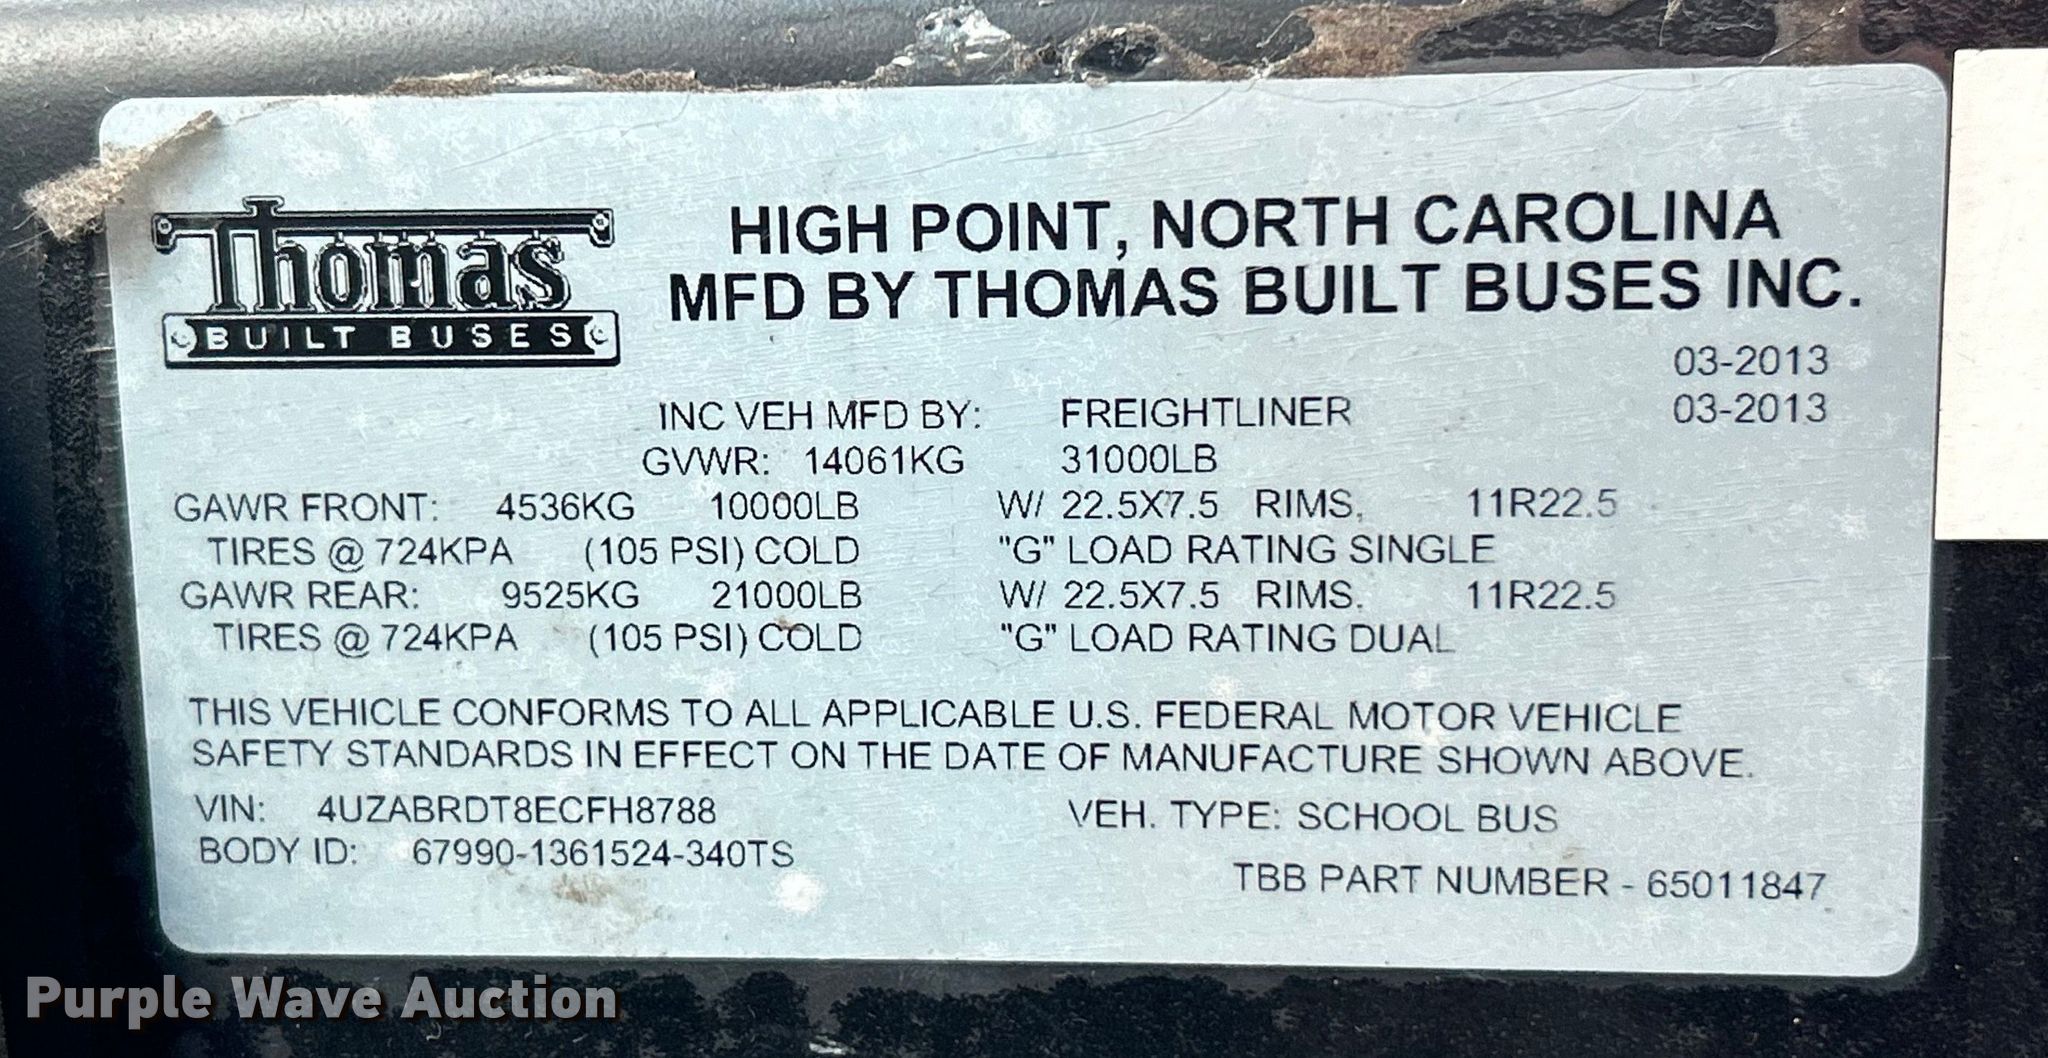 Thomas
BUILT BUSES
HIGH POINT, NORTH CAROLINA
MFD BY THOMAS BUILT BUSES INC.
03-2013
INC VEH MFD BY: FREIGHTLINER 03-2013
GVWR: 14061KG 31000LB
GAWR FRONT: 4536KG 10000LB W/ 22.5X7.5 RIMS, 11R22.5
TIRES @ 724KPA (105 PSI) COLD "G" LOAD RATING SINGLE
GAWR REAR: 9525KG 21000LB W/ 22.5X7.5 RIMS. 11R22.5
TIRES @ 724KPA (105 PSI) COLD "G" LOAD RATING DUAL
THIS VEHICLE CONFORMS TO ALL APPLICABLE U.S. FEDERAL MOTOR VEHICLE
SAFETY STANDARDS IN EFFECT ON THE DATE OF MANUFACTURE SHOWN ABOVE.
VIN: 4UZABRDT8ECFH8788 VEH. TYPE: SCHOOL BUS
BODY ID: 67990-1361524-340TS
TBB PART NUMBER - 65011847
Purple Wave Auction